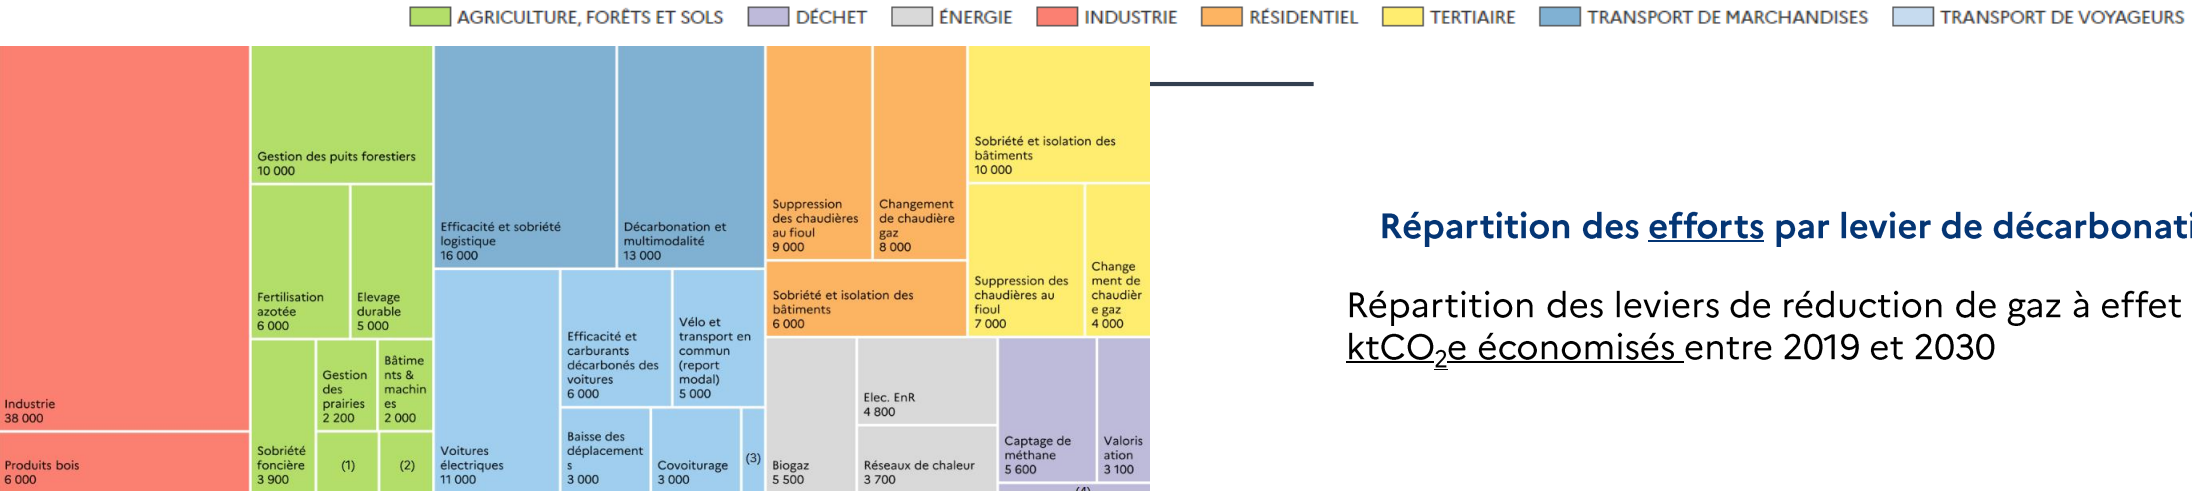 AGRICULTURE, FORÊTS ET SOLS
DÉCHET
ÉNERGIE
INDUSTRIE
RÉSIDENTIEL
TERTIAIRE
TRANSPORT DE MARCHANDISES
TRANSPORT DE VOYAGEURS
Industrie
38 000
Produits bois
6 000
Gestion des puits forestiers
10 000
Fertilisation
azotée
6 000
Elevage
durable
5 000
Sobriété
foncière
3 900
Gestion
des
prairies
2 200
Bâtime
nts &
machin
es
2 000
(1)
(2)
Efficacité et sobriété
logistique
16 000
Décarbonation et
multimodalité
13 000
Voitures
électriques
11 000
Efficacité et
carburants
décarbonés des
voitures
6 000
Vélo et
transport en
commun
(report
modal)
5 000
Baisse des
déplacement
s
3 000
Covoiturage
3 000
(3)
Suppression
des chaudières
au fioul
9 000
Changement
de chaudière
gaz
8 000
Sobriété et isolation des
bâtiments
6 000
Sobriété et isolation des
bâtiments
10 000
Suppression des
chaudières au
fioul
7 000
Change
ment de
chaudièr
e gaz
4 000
Biogaz
5 500
Elec. EnR
4 800
Réseaux de chaleur
3 700
Captage de
méthane
5 600
Valoris
ation
3 100
(4)
Répartition des efforts par levier de décarbonati
Répartition des leviers de réduction de gaz à effet
ktCO₂e économisés entre 2019 et 2030